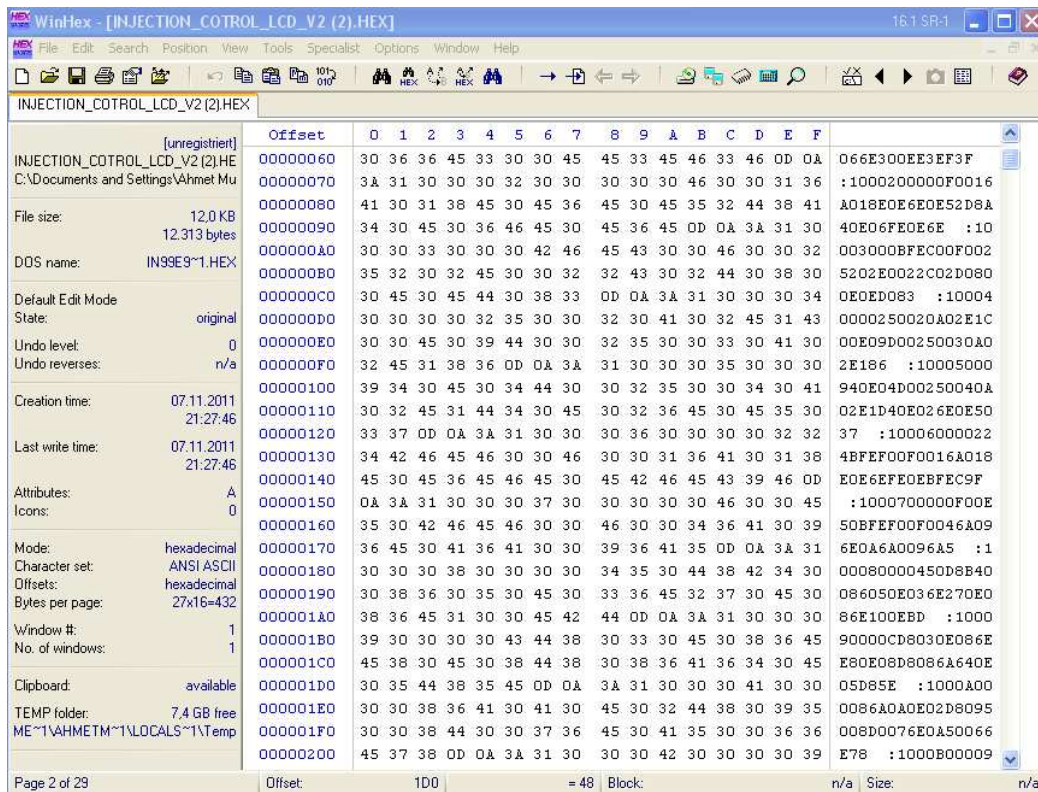 WinHex - [INJECTION_COTROL_LCD_V2 (2).HEX] 16.1 SR-1
File Edit Search Position View Tools Specialist Options Window Help
INJECTION_COTROL_LCD_V2 (2).HEX
[unregistriert]
INJECTION_COTROL_LCD_V2 (2).HE
C:\Documents and Settings\Ahmet Mu
File size: 12,0 KB
12.313 bytes
DOS name: IN99E9~1.HEX
Default Edit Mode
State: original
Undo level: 0
Undo reverses: n/a
Creation time: 07.11.2011
21:27:46
Last write time: 07.11.2011
21:27:46
Attributes: A
Icons: 0
Mode: hexadecimal
Character set: ANSI ASCII
Offsets: hexadecimal
Bytes per page: 27x16=432
Window #: 1
No. of windows: 1
Clipboard: available
TEMP folder: 7,4 GB free
ME~1\AHMETM~1\LOCALS~1\Temp
Offset 0 1 2 3 4 5 6 7 8 9 A B C D E F
00000060 30 36 36 45 33 30 30 45 45 33 45 46 33 46 0D 0A 066E300EE3EF3F
00000070 3A 31 30 30 30 32 30 30 30 30 30 46 30 30 31 36 :1000200000F0016
00000080 41 30 31 38 45 30 45 36 45 30 45 35 32 44 38 41 A018E0E6E0E52D8A
00000090 34 30 45 30 36 46 45 30 45 36 45 0D 0A 3A 31 30 40E06FE0E6E :10
000000A0 30 30 33 30 30 30 42 46 45 43 30 30 46 30 30 32 003000BFEC00F002
000000B0 35 32 30 32 45 30 30 32 32 43 30 32 44 30 38 30 5202E0022C02D080
000000C0 30 45 30 45 44 30 38 33 0D 0A 3A 31 30 30 30 34 0E0ED083 :10004
000000D0 30 30 30 30 32 35 30 30 32 30 41 30 32 45 31 43 0000250020A02E1C
000000E0 30 30 45 30 39 44 30 30 32 35 30 30 33 30 41 30 00E09D00250030A0
000000F0 32 45 31 38 36 0D 0A 3A 31 30 30 30 35 30 30 30 2E186 :10005000
00000100 39 34 30 45 30 34 44 30 30 32 35 30 30 34 30 41 940E04D00250040A
00000110 30 32 45 31 44 34 30 45 30 32 36 45 30 45 35 30 02E1D40E026E0E50
00000120 33 37 0D 0A 3A 31 30 30 30 36 30 30 30 30 32 32 37 :10006000022
00000130 34 42 46 45 46 30 30 46 30 30 31 36 41 30 31 38 4BFEF00F0016A018
00000140 45 30 45 36 45 46 45 30 45 42 46 45 43 39 46 0D E0E6EFE0EBFEC9F
00000150 0A 3A 31 30 30 30 37 30 30 30 30 30 46 30 30 45 :1000700000F00E
00000160 35 30 42 46 45 46 30 30 46 30 30 34 36 41 30 39 50BFEF00F0046A09
00000170 36 45 30 41 36 41 30 30 39 36 41 35 0D 0A 3A 31 6E0A6A0096A5 :1
00000180 30 30 30 38 30 30 30 30 34 35 30 44 38 42 34 30 00080000450D8B40
00000190 30 38 36 30 35 30 45 30 33 36 45 32 37 30 45 30 086050E036E270E0
000001A0 38 36 45 31 30 30 45 42 44 0D 0A 3A 31 30 30 30 86E100EBD :1000
000001B0 39 30 30 30 30 43 44 38 30 33 30 45 30 38 36 45 90000CD8030E086E
000001C0 45 38 30 45 30 38 44 38 30 38 36 41 36 34 30 45 E80E08D8086A640E
000001D0 30 35 44 38 35 45 0D 0A 3A 31 30 30 30 41 30 30 05D85E :1000A00
000001E0 30 30 38 36 41 30 41 30 45 30 32 44 38 30 39 35 0086A0A0E02D8095
000001F0 30 30 38 44 30 30 37 36 45 30 41 35 30 30 36 36 008D0076E0A50066
00000200 45 37 38 0D 0A 3A 31 30 30 30 42 30 30 30 30 39 E78 :1000B00009
Page 2 of 29 Offset: 1D0 = 48 Block: n/a Size: n/a